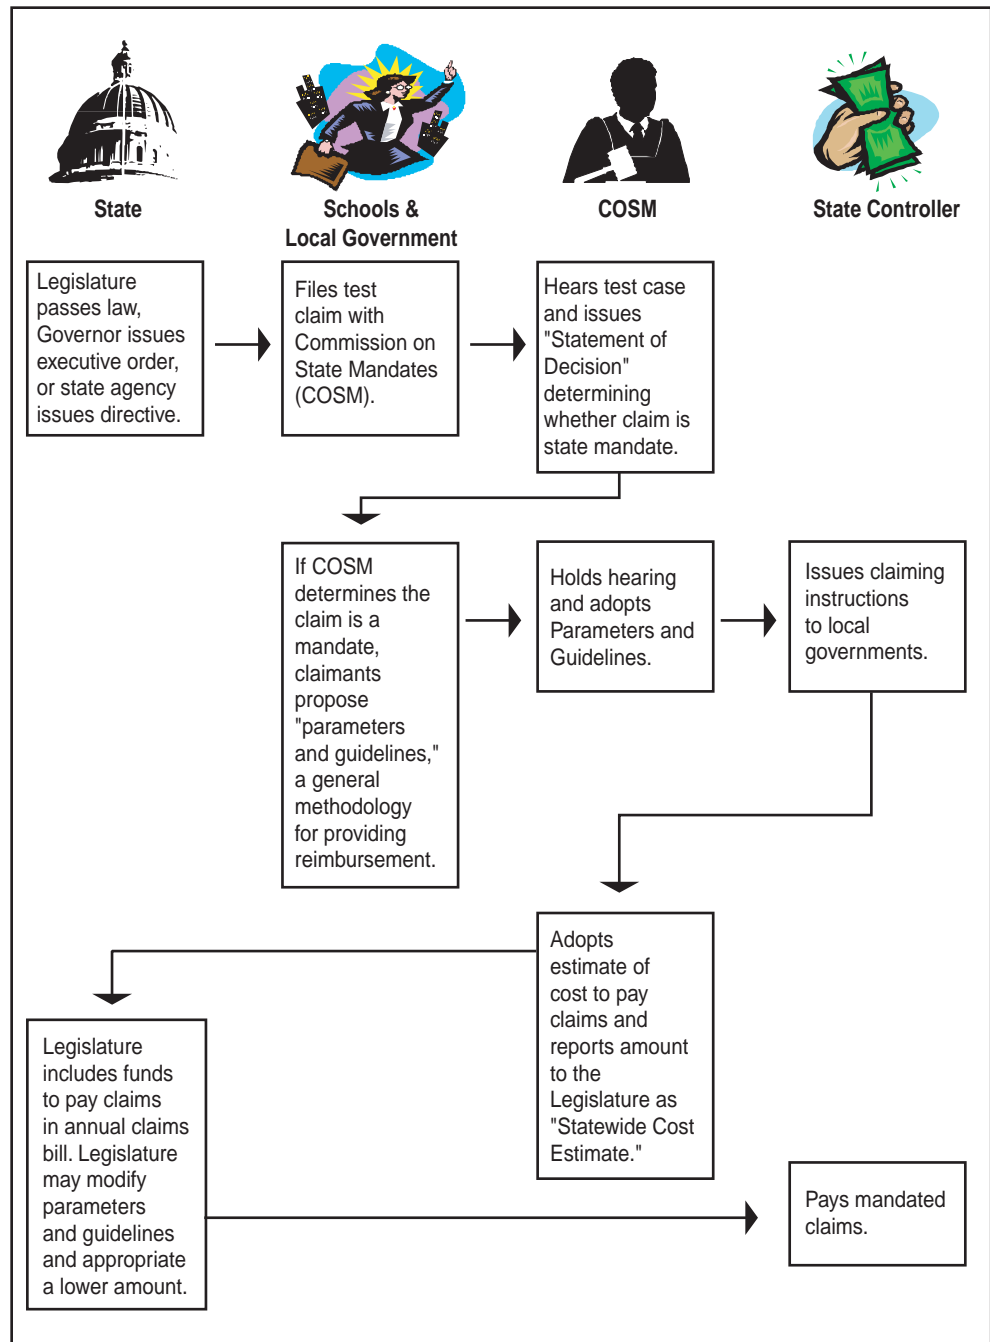 State
Schools &
Local Government
COSM
State Controller
Legislature
passes law,
Governor issues
executive order,
or state agency
issues directive.
Files test
claim with
Commission on
State Mandates
(COSM).
Hears test case
and issues
"Statement of
Decision"
determining
whether claim is
state mandate.
If COSM
determines the
claim is a
mandate,
claimants
propose
"parameters
and guidelines,"
a general
methodology
for providing
reimbursement.
Holds hearing
and adopts
Parameters and
Guidelines.
Issues claiming
instructions
to local
governments.
Adopts
estimate of
cost to pay
claims and
reports amount
to the
Legislature as
"Statewide Cost
Estimate."
Legislature
includes funds
to pay claims
in annual claims
bill. Legislature
may modify
parameters
and guidelines
and appropriate
a lower amount.
Pays mandated
claims.